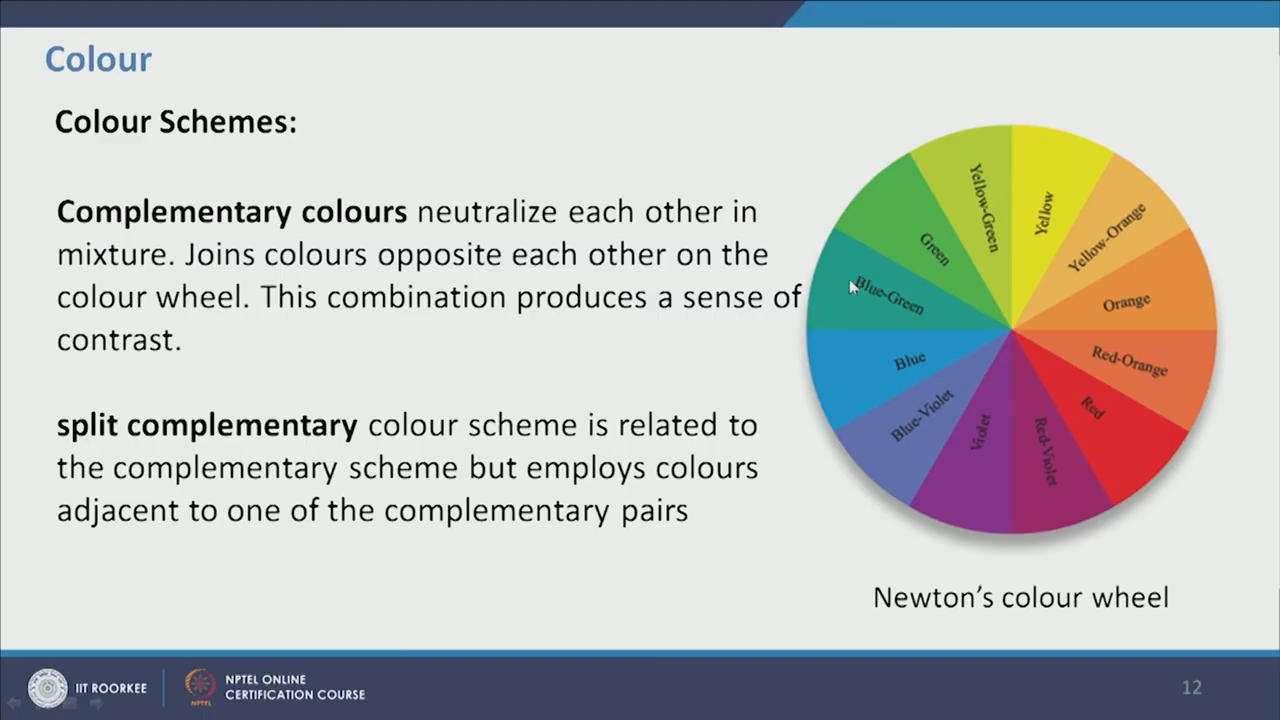 Colour
Colour Schemes:
Complementary colours neutralize each other in
mixture. Joins colours opposite each other on the
colour wheel. This combination produces a sense of
contrast.
split complementary colour scheme is related to
the complementary scheme but employs colours
adjacent to one of the complementary pairs
Yellow-Green
Yellow
Yellow-Orange
Green
Orange
Blue-Green
Red-Orange
Blue
Red
Blue-Violet
Violet
Red-Violet
Newton's colour wheel
IIT ROORKEE
NPTEL
NPTEL ONLINE
CERTIFICATION COURSE
12